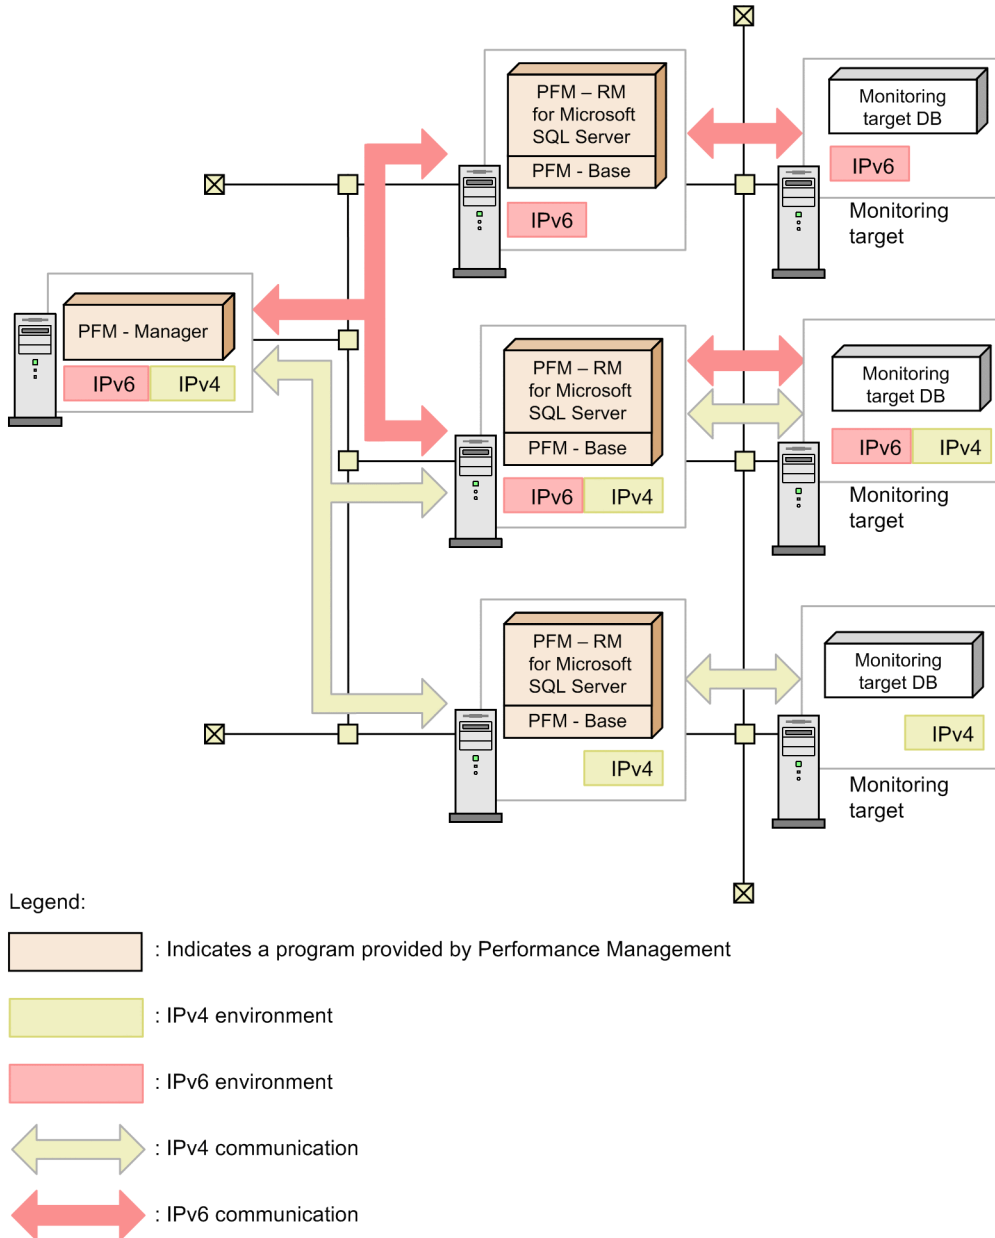 PFM – RM
for Microsoft
SQL Server
PFM - Base
IPv6
Monitoring
target DB
IPv6
Monitoring
target
PFM - Manager
IPv6
IPv4
PFM – RM
for Microsoft
SQL Server
PFM - Base
IPv6
IPv4
Monitoring
target DB
IPv6
IPv4
Monitoring
target
PFM – RM
for Microsoft
SQL Server
PFM - Base
IPv4
Monitoring
target DB
IPv4
Monitoring
target
Legend:
: Indicates a program provided by Performance Management
: IPv4 environment
: IPv6 environment
: IPv4 communication
: IPv6 communication